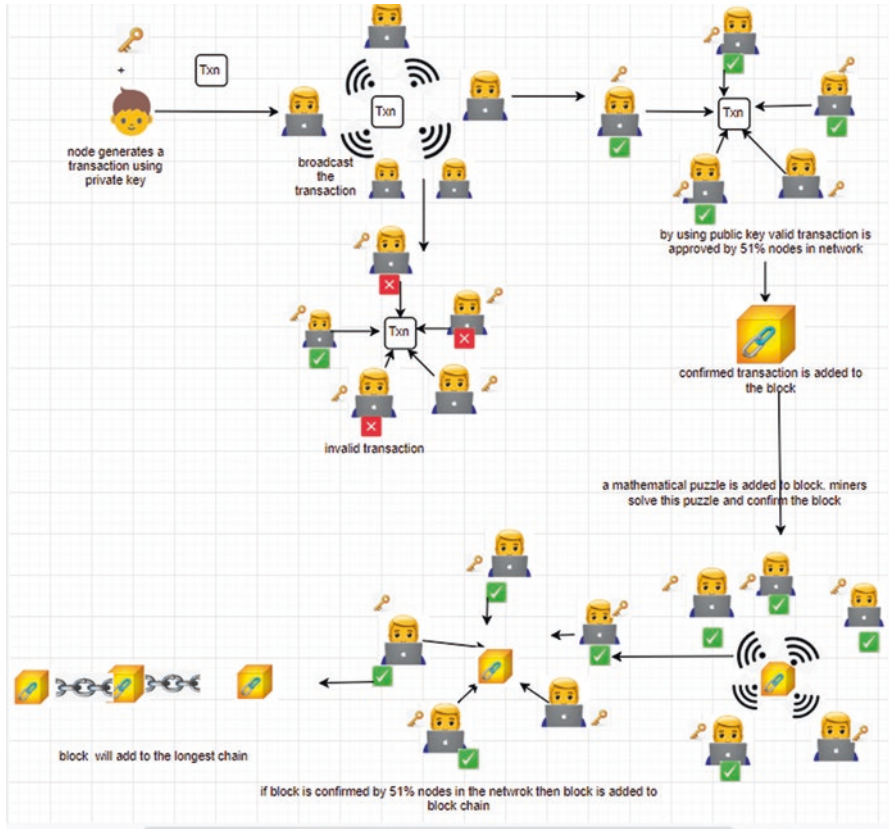 +
Txn
node generates a
transaction using
private key
Txn
broadcast
the
transaction
Txn
by using public key valid transaction is
approved by 51% nodes in network
Txn
invalid transaction
confirmed transaction is added to
the block
a mathematical puzzle is added to block. miners
solve this puzzle and confirm the block
block will add to the longest chain
if block is confirmed by 51% nodes in the netwrok then block is added to
block chain